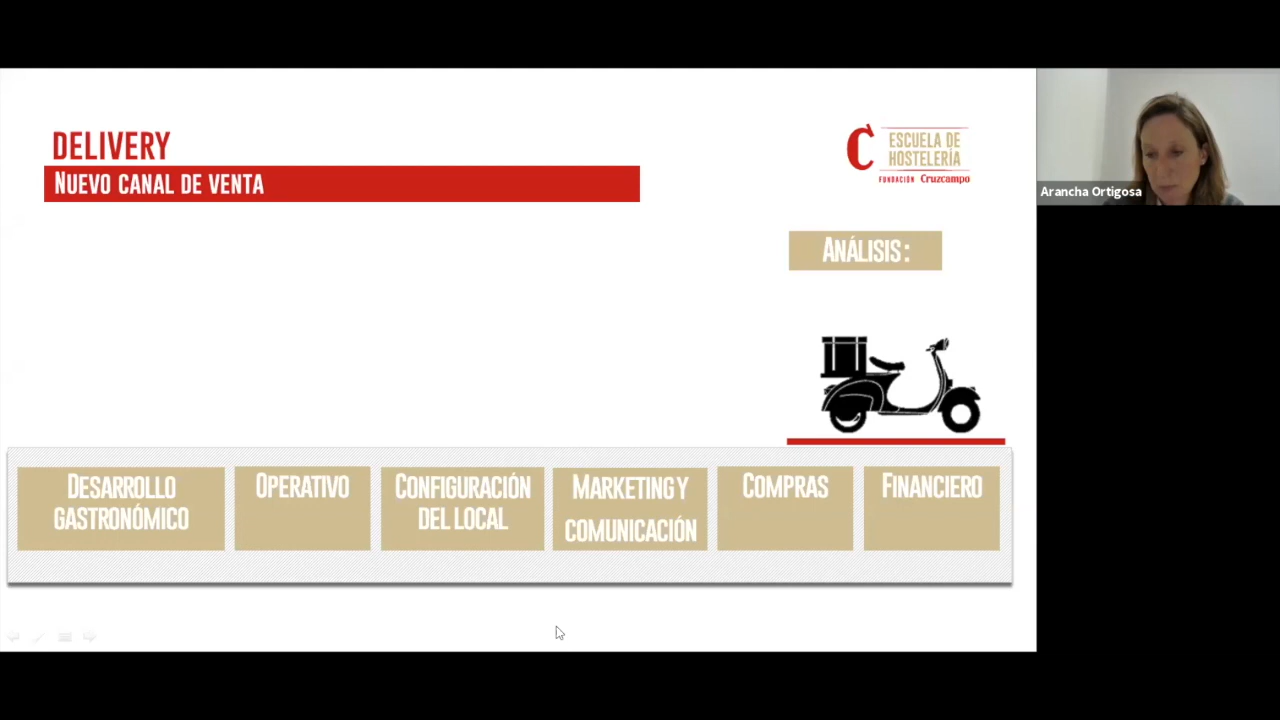 DELIVERY
NUEVO CANAL DE VENTA
C ESCUELA DE
HOSTELERÍA
FUNDACIÓN Cruzcampo
Arancha Ortigosa
ANÁLISIS:
DESARROLLO
GASTRONÓMICO
OPERATIVO
CONFIGURACIÓN
DEL LOCAL
MARKETING Y
COMUNICACIÓN
COMPRAS
FINANCIERO